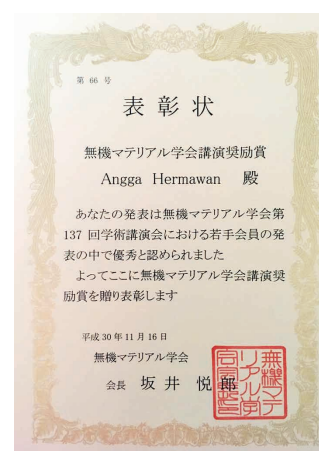 第 66 号
表彰状
無機マテリアル学会講演奨励賞
Angga Hermawan 殿
あなたの発表は無機マテリアル学会第
137 回学術講演会における若手会員の発
表の中で優秀と認められました
よってここに無機マテリアル学会講演奨
励賞を贈り表彰します
平成 30 年 11 月 16 日
無機マテリアル学会
会長 坂井悦郎